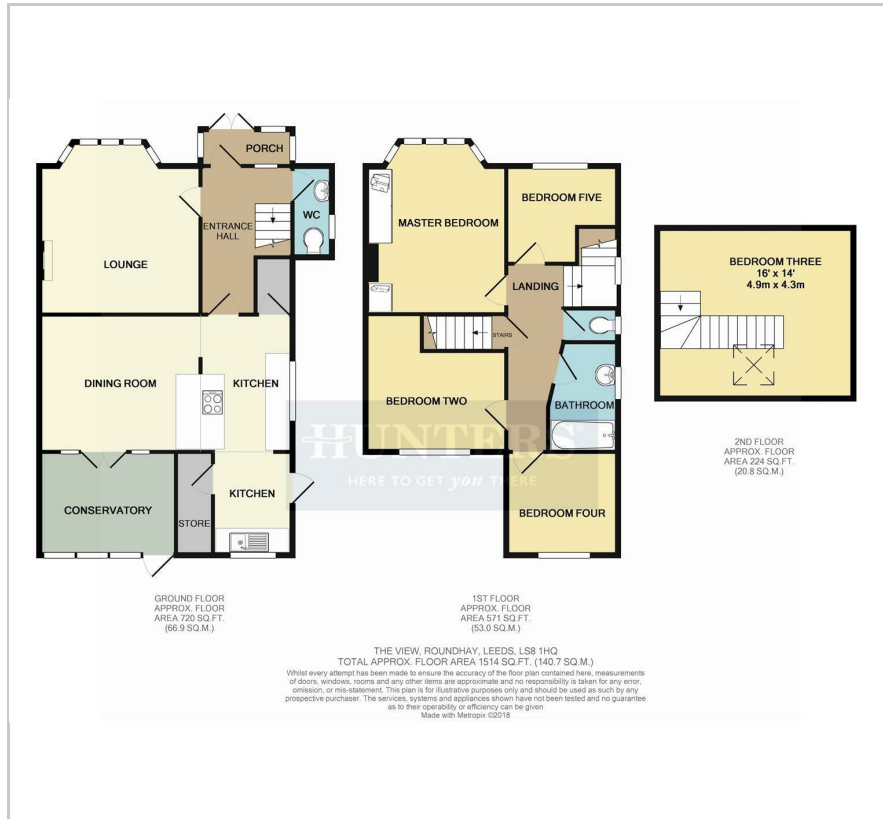 PORCH
WC
ENTRANCE
HALL
LOUNGE
DINING ROOM
KITCHEN
KITCHEN
STORE
CONSERVATORY
GROUND FLOOR
APPROX. FLOOR
AREA 720 SQ.FT.
(66.9 SQ.M.)
MASTER BEDROOM
BEDROOM FIVE
LANDING
STAIRS
BEDROOM TWO
BATHROOM
BEDROOM FOUR
1ST FLOOR
APPROX. FLOOR
AREA 571 SQ.FT.
(53.0 SQ.M.)
BEDROOM THREE
16' x 14'
4.9m x 4.3m
2ND FLOOR
APPROX. FLOOR
AREA 224 SQ.FT.
(20.8 SQ.M.)
HUNTERS
HERE TO GET you THERE
THE VIEW, ROUNDHAY, LEEDS, LS8 1HQ
TOTAL APPROX. FLOOR AREA 1514 SQ.FT. (140.7 SQ.M.)
Whilst every attempt has been made to ensure the accuracy of the floor plan contained here, measurements
of doors, windows, rooms and any other items are approximate and no responsibility is taken for any error,
omission, or mis-statement. This plan is for illustrative purposes only and should be used as such by any
prospective purchaser. The services, systems and appliances shown have not been tested and no guarantee
as to their operability or efficiency can be given
Made with Metropix ©2018